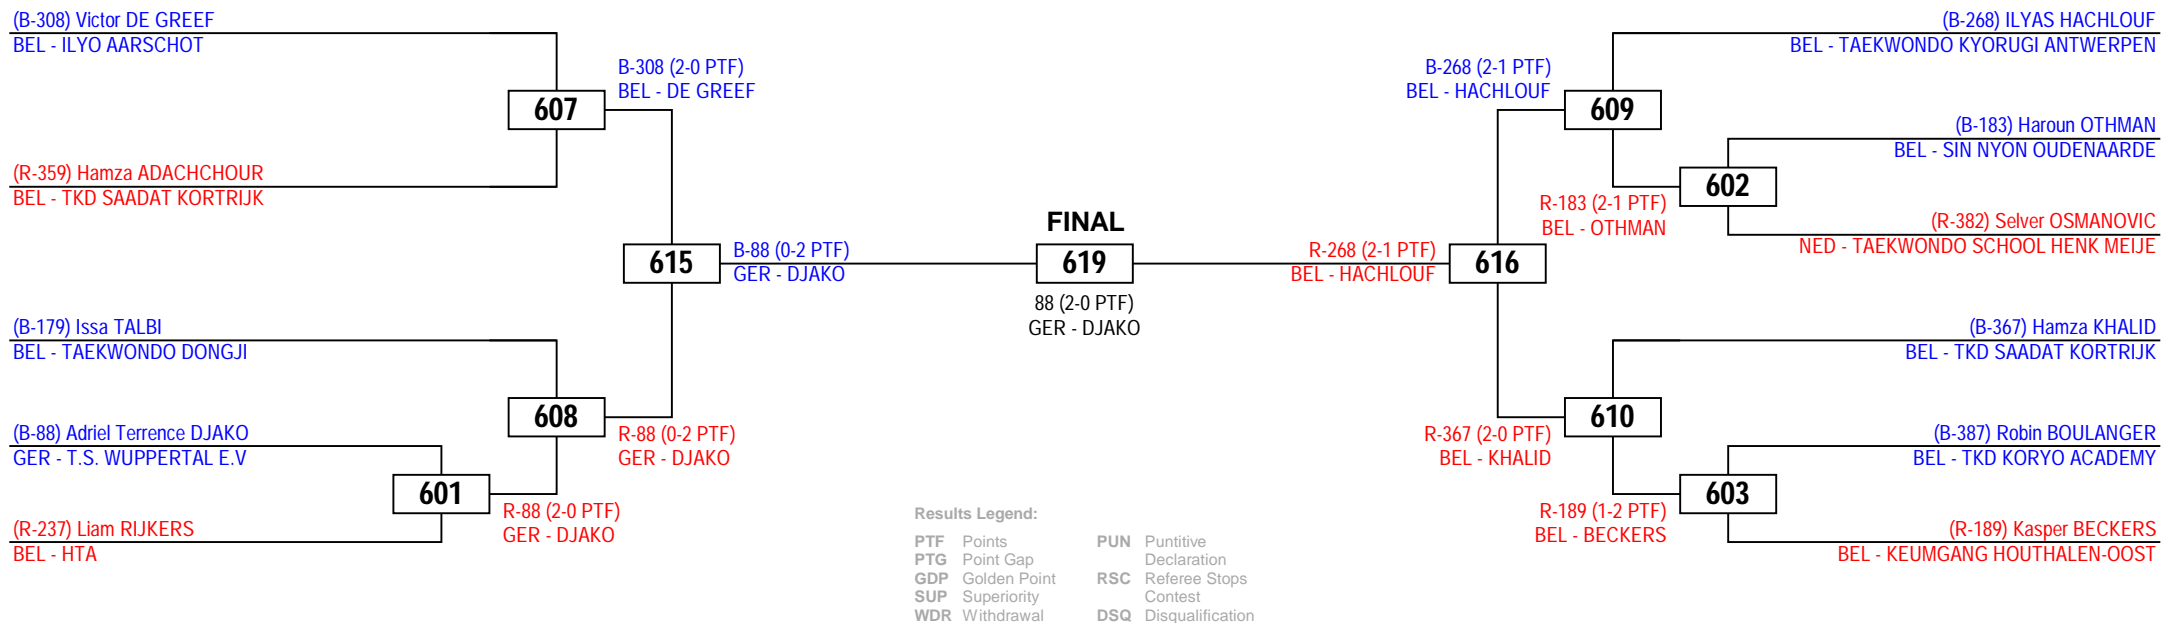 (B-308) Victor DE GREEF
BEL - ILYO AARSCHOT
B-308 (2-0 PTF)
BEL - DE GREEF
607
(R-359) Hamza ADACHCHOUR
BEL - TKD SAADAT KORTRIJK
615
B-88 (0-2 PTF)
GER - DJAKO
(B-179) Issa TALBI
BEL - TAEKWONDO DONGJI
608
R-88 (0-2 PTF)
GER - DJAKO
(B-88) Adriel Terrence DJAKO
GER - T.S. WUPPERTAL E.V
601
R-88 (2-0 PTF)
GER - DJAKO
(R-237) Liam RIJKERS
BEL - HTA
FINAL
619
88 (2-0 PTF)
GER - DJAKO
(B-268) ILYAS HACHLOUF
BEL - TAEKWONDO KYORUGI ANTWERPEN
B-268 (2-1 PTF)
BEL - HACHLOUF
609
(B-183) Haroun OTHMAN
BEL - SIN NYON OUDENAARDE
602
R-183 (2-1 PTF)
BEL - OTHMAN
(R-382) Selver OSMANOVIC
NED - TAEKWONDO SCHOOL HENK MEIJE
R-268 (2-1 PTF)
BEL - HACHLOUF
616
(B-367) Hamza KHALID
BEL - TKD SAADAT KORTRIJK
610
R-367 (2-0 PTF)
BEL - KHALID
(B-387) Robin BOULANGER
BEL - TKD KORYO ACADEMY
603
R-189 (1-2 PTF)
BEL - BECKERS
(R-189) Kasper BECKERS
BEL - KEUMGANG HOUTHALEN-OOST
Results Legend:
PTF Points
PTG Point Gap
GDP Golden Point
SUP Superiority
WDR Withdrawal
PUN Puntitive
Declaration
RSC Referee Stops
Contest
DSQ Disqualification